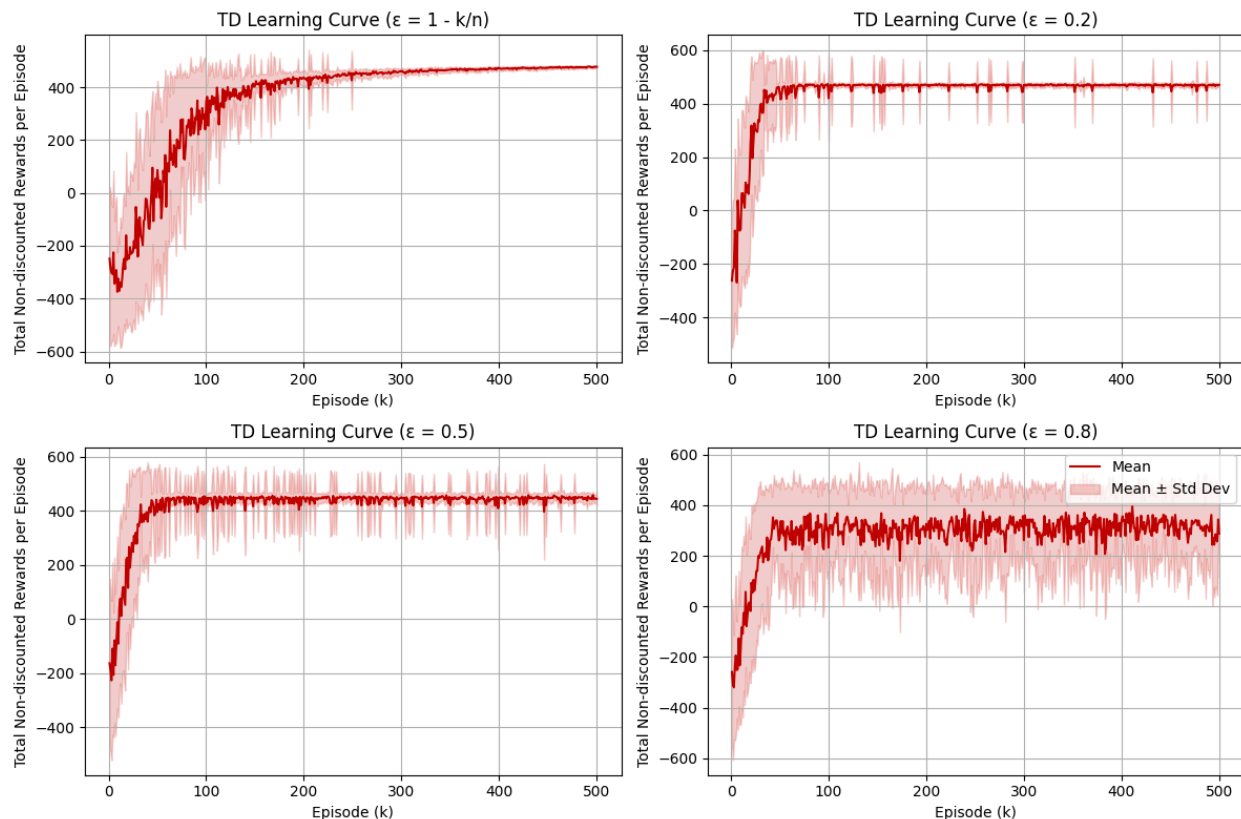 TD Learning Curve (ε = 1 - k/n)
Total Non-discounted Rewards per Episode
400
200
0
−200
−400
−600
0 100 200 300 400 500
Episode (k)
TD Learning Curve (ε = 0.2)
Total Non-discounted Rewards per Episode
600
400
200
0
−200
−400
0 100 200 300 400 500
Episode (k)
TD Learning Curve (ε = 0.5)
Total Non-discounted Rewards per Episode
600
400
200
0
−200
−400
0 100 200 300 400 500
Episode (k)
TD Learning Curve (ε = 0.8)
Total Non-discounted Rewards per Episode
600
400
200
0
−200
−400
−600
Mean
Mean ± Std Dev
0 100 200 300 400 500
Episode (k)